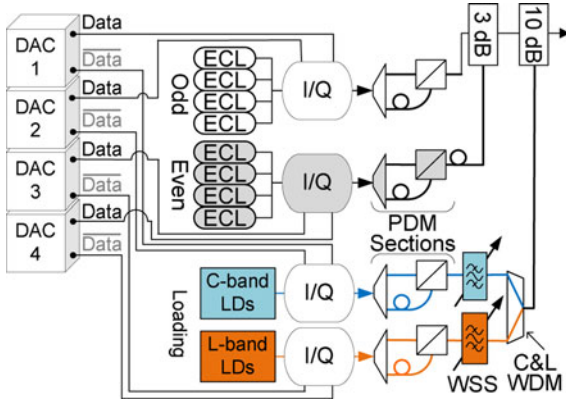 Data
DAC
1
Data
Data
DAC
2
Data
Data
DAC
3
Data
Data
DAC
4
Data
Odd
ECL
ECL
ECL
ECL
I/Q
Even
ECL
ECL
ECL
ECL
I/Q
3 dB
10 dB
PDM
Sections
Loading
C-band
LDs
I/Q
L-band
LDs
I/Q
WSS
C&L
WDM